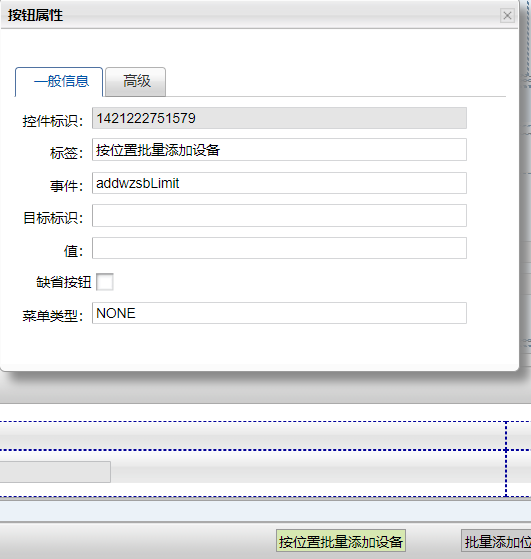 按钮属性
一般信息 高级
控件标识： 1421222751579
标签： 按位置批量添加设备
事件： addwzsbLimit
目标标识：
值：
缺省按钮
菜单类型： NONE
按位置批量添加设备 批量添加位